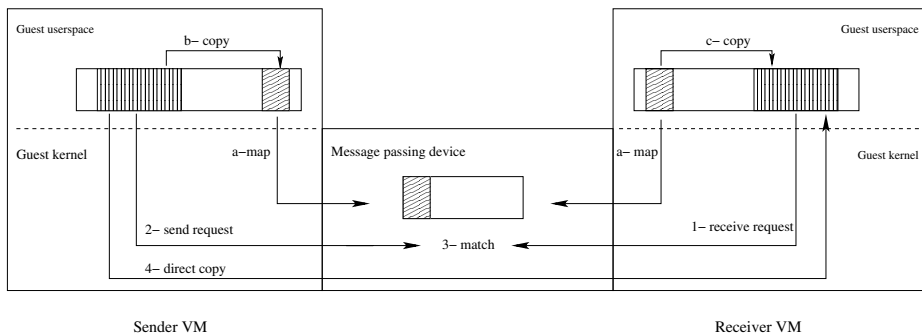 Guest userspace
Guest userspace
b− copy
c− copy
Guest kernel
a−map
Message passing device
a− map
Guest kernel
2− send request
3− match
1− receive request
4− direct copy
Sender VM
Receiver VM